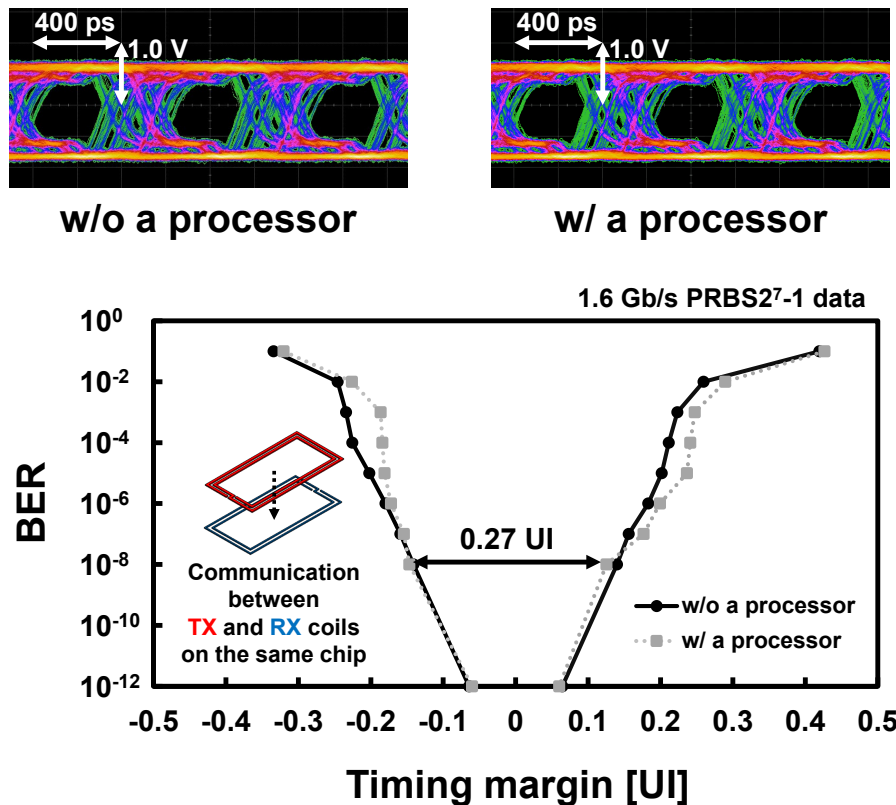 400 ps
1.0 V
400 ps
1.0 V
w/o a processor
w/ a processor
1.6 Gb/s PRBS2⁷-1 data
10⁰
10⁻²
10⁻⁴
10⁻⁶
10⁻⁸
10⁻¹⁰
10⁻¹²
BER
0.27 UI
Communication
between
TX and RX coils
on the same chip
w/o a processor
w/ a processor
-0.5 -0.4 -0.3 -0.2 -0.1 0 0.1 0.2 0.3 0.4 0.5
Timing margin [UI]